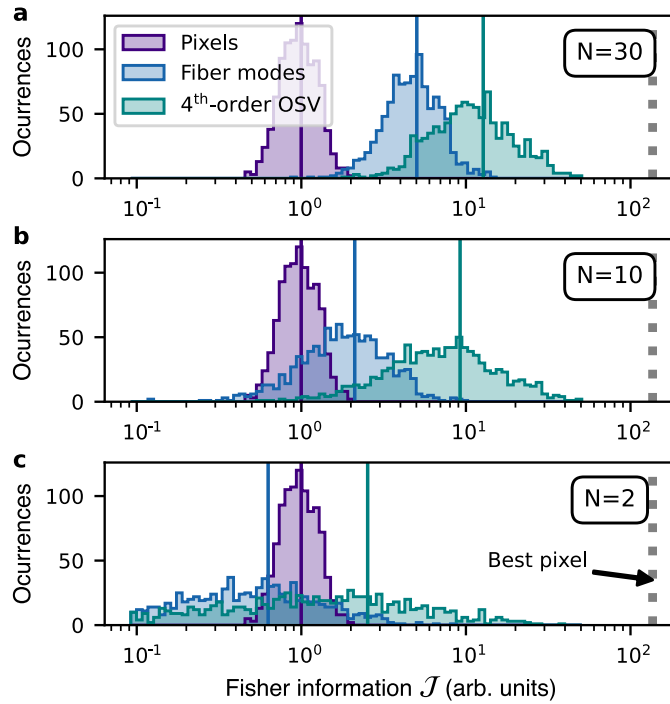 a
Ocurrences
100
50
0
Pixels
Fiber modes
4th-order OSV
N=30
10⁻¹ 10⁰ 10¹ 10²
b
Ocurrences
100
50
0
N=10
10⁻¹ 10⁰ 10¹ 10²
c
Ocurrences
100
50
0
N=2
Best pixel
10⁻¹ 10⁰ 10¹ 10²
Fisher information 𝒥 (arb. units)